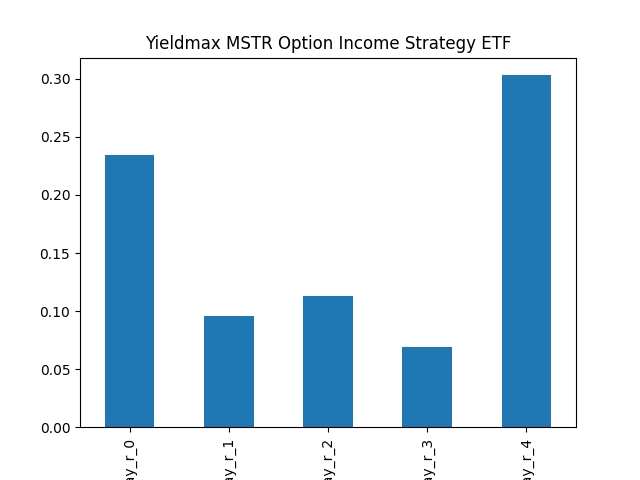 Yieldmax MSTR Option Income Strategy ETF
0.30
0.25
0.20
0.15
0.10
0.05
0.00
ay_r_0
ay_r_1
ay_r_2
ay_r_3
ay_r_4